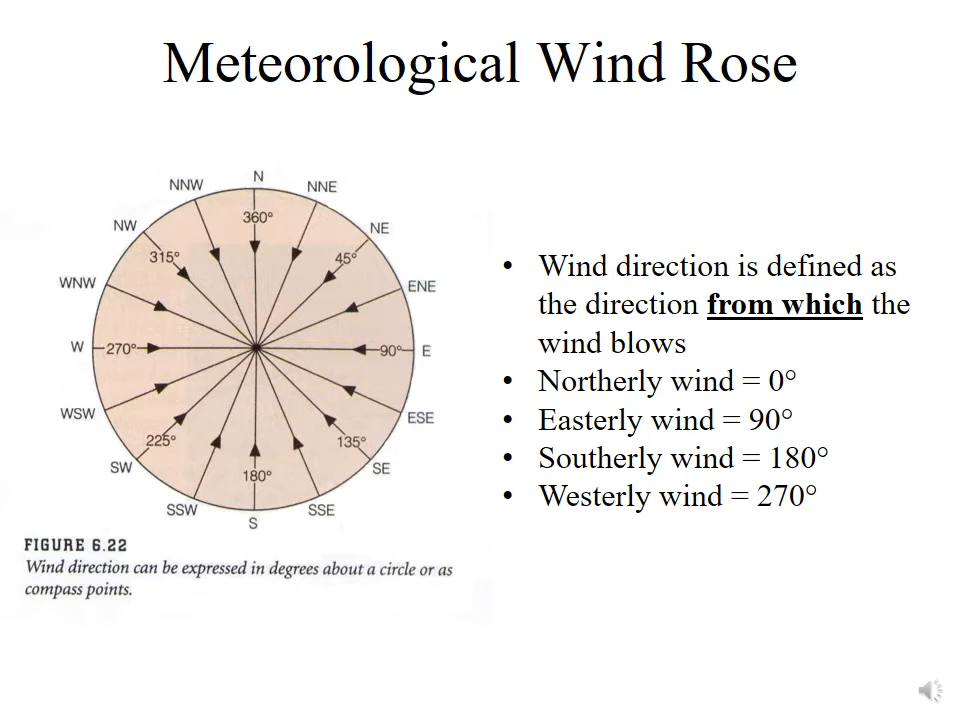 Meteorological Wind Rose
N
NNW
NNE
360°
NW
NE
315°
45°
WNW
ENE
W
270°
90°
E
WSW
ESE
225°
135°
SW
SE
180°
SSW
SSE
S
FIGURE 6.22
Wind direction can be expressed in degrees about a circle or as
compass points.
• Wind direction is defined as
the direction from which the
wind blows
• Northerly wind = 0°
• Easterly wind = 90°
• Southerly wind = 180°
• Westerly wind = 270°